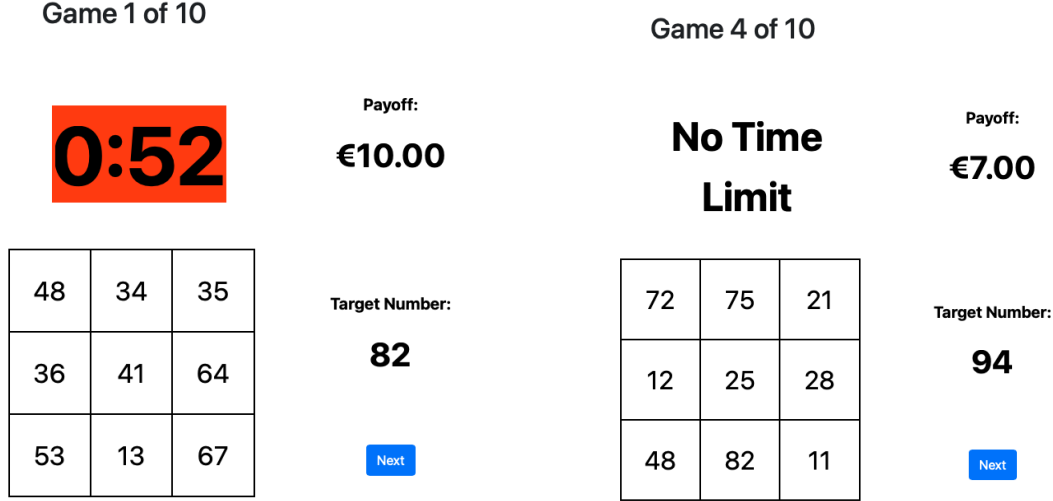 Game 1 of 10
0:52
Payoff:
€10.00
48 34 35
36 41 64
53 13 67
Target Number:
82
Next
Game 4 of 10
No Time
Limit
Payoff:
€7.00
72 75 21
12 25 28
48 82 11
Target Number:
94
Next